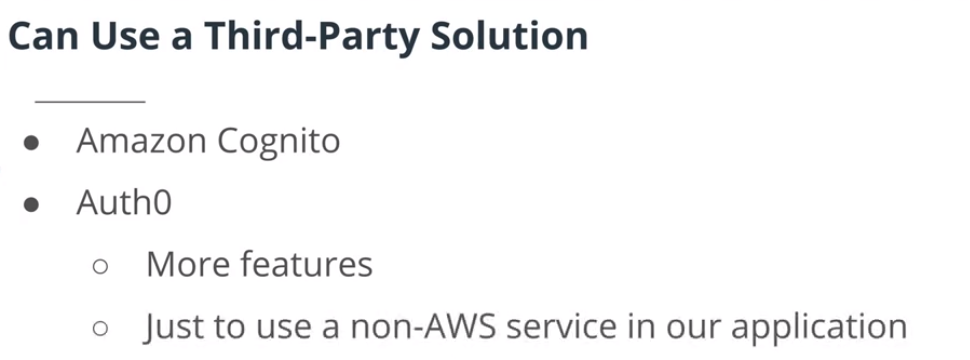 Can Use a Third-Party Solution
● Amazon Cognito
● Auth0
○ More features
○ Just to use a non-AWS service in our application